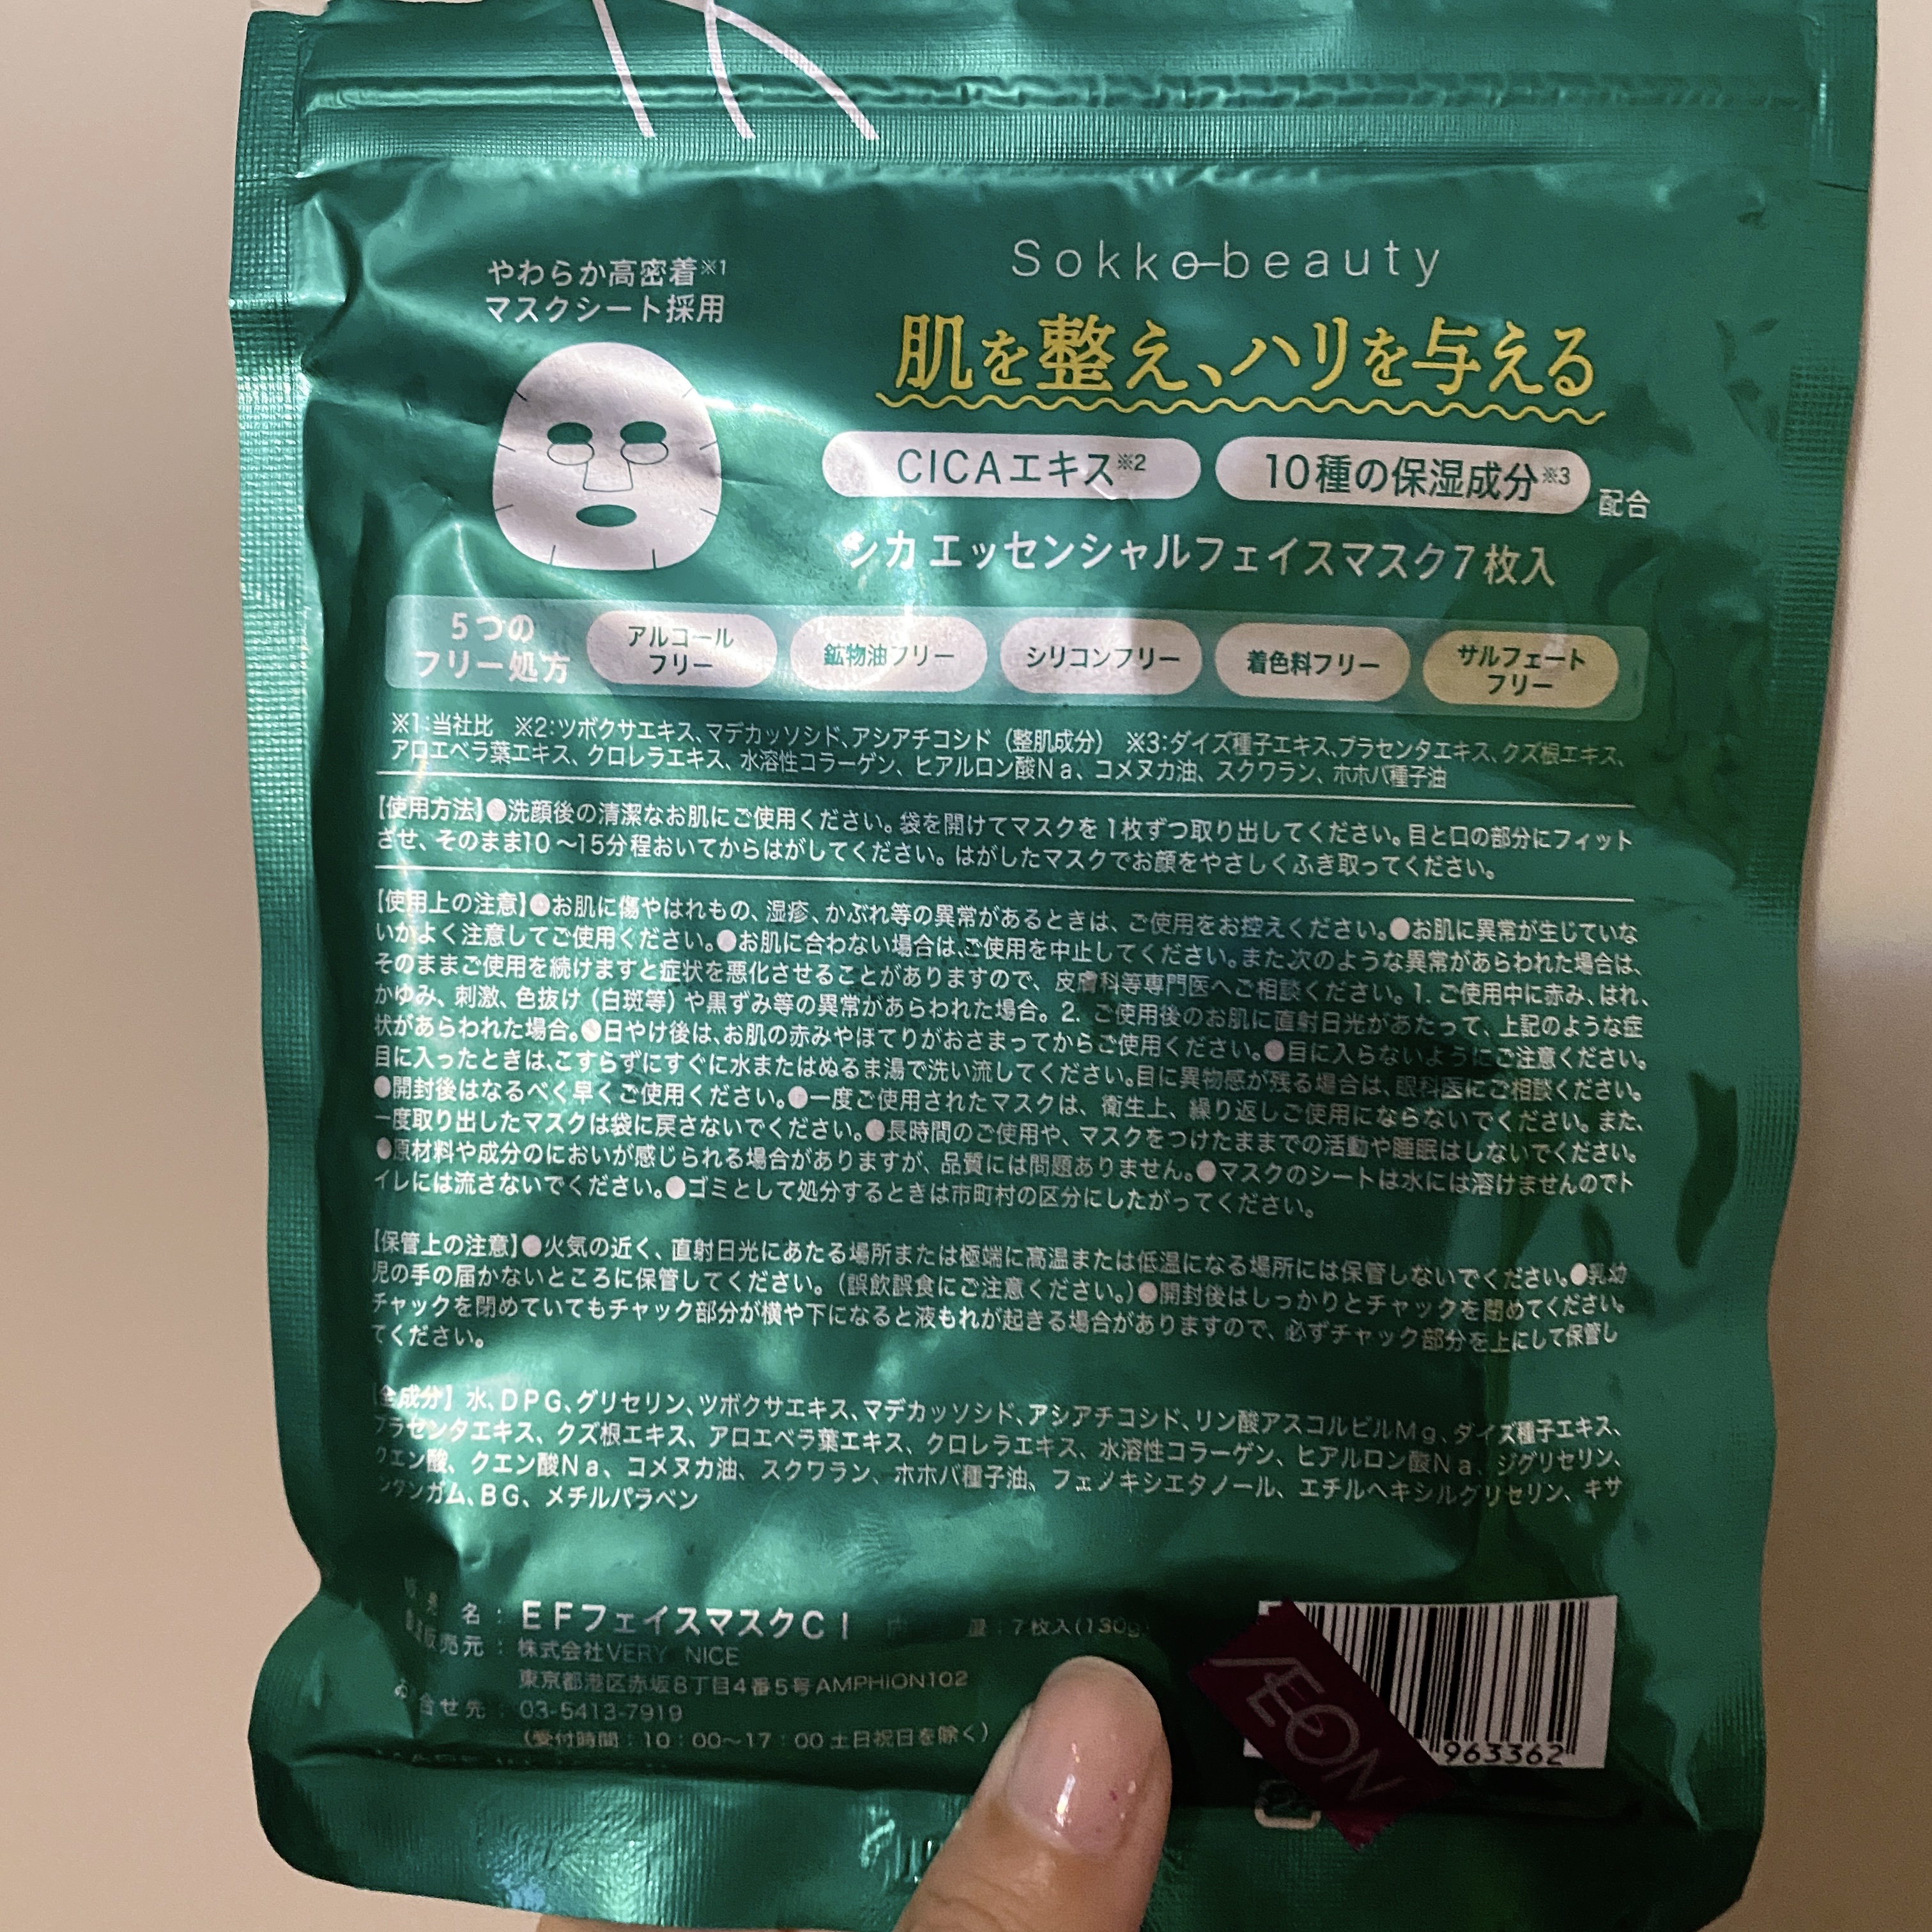 やわらか高密着※1
マスクシート採用
Sokko-beauty
肌を整え、ハリを与える
CICAエキス※2
10種の保湿成分※3
配合
シカエッセンシャルフェイスマスク7枚入
5つの
フリー処方
アルコール
フリー
鉱物油フリー
シリコンフリー
着色料フリー
サルフェート
フリー
※1:当社比 ※2:ツボクサエキス、マデカッソシド、アシアチコシド(整肌成分) ※3:ダイズ種子エキス、プラセンタエキス、クズ根エキス、
アロエベラ葉エキス、クロレラエキス、水溶性コラーゲン、ヒアルロン酸Na、コメヌカ油、スクワラン、ホホバ種子油
【使用方法】●洗顔後の清潔なお肌にご使用ください。袋を開けてマスクを1枚ずつ取り出してください。目と口の部分にフィット
させ、そのまま10〜15分程おいてからはがしてください。はがしたマスクでお顔をやさしくふき取ってください。
【使用上の注意】●お肌に傷やはれもの、湿疹、かぶれ等の異常があるときは、ご使用をお控えください。●お肌に異常が生じていな
いかよく注意してご使用ください。●お肌に合わない場合は、ご使用を中止してください。また次のような異常があらわれた場合は、
そのままご使用を続けますと症状を悪化させることがありますので、皮膚科等専門医へご相談ください。1. ご使用中に赤み、はれ、
かゆみ、刺激、色抜け(白斑等)や黒ずみ等の異常があらわれた場合。2. ご使用後のお肌に直射日光があたって、上記のような症
状があらわれた場合。●日やけ後は、お肌の赤みやほてりがおさまってからご使用ください。●目に入らないようにご注意ください。
目に入ったときは、こすらずにすぐに水またはぬるま湯で洗い流してください。目に異物感が残る場合は、眼科医にご相談ください。
●開封後はなるべく早くご使用ください。●一度ご使用されたマスクは、衛生上、繰り返しご使用にならないでください。また、
一度取り出したマスクは袋に戻さないでください。●長時間のご使用や、マスクをつけたままでの活動や睡眠はしないでください。
●原材料や成分のにおいが感じられる場合がありますが、品質には問題ありません。●マスクのシートは水には溶けませんのでト
イレには流さないでください。●ゴミとして処分するときは市町村の区分にしたがってください。
【保管上の注意】●火気の近く、直射日光にあたる場所または極端に高温または低温になる場所には保管しないでください。●乳幼
児の手の届かないところに保管してください。(誤飲誤食にご注意ください。)●開封後はしっかりとチャックを閉めてください。
チャックを閉めていてもチャック部分が横や下になると液もれが起きる場合がありますので、必ずチャック部分を上にして保管し
てください。
【全成分】水、DPG、グリセリン、ツボクサエキス、マデカッソシド、アシアチコシド、リン酸アスコルビルMg、ダイズ種子エキス、
プラセンタエキス、クズ根エキス、アロエベラ葉エキス、クロレラエキス、水溶性コラーゲン、ヒアルロン酸Na、ジグリセリン、
クエン酸、クエン酸Na、コメヌカ油、スクワラン、ホホバ種子油、フェノキシエタノール、エチルヘキシルグリセリン、キサ
ンタンガム、BG、メチルパラベン
名：EFフェイスマスクCI 内 量：7枚入(130g)
販売元：株式会社VERY NICE
東京都港区赤坂8丁目4番5号AMPHION102
合せ先：03-5413-7919
(受付時間：10：00〜17：00 土日祝日を除く)
ÆON
963362